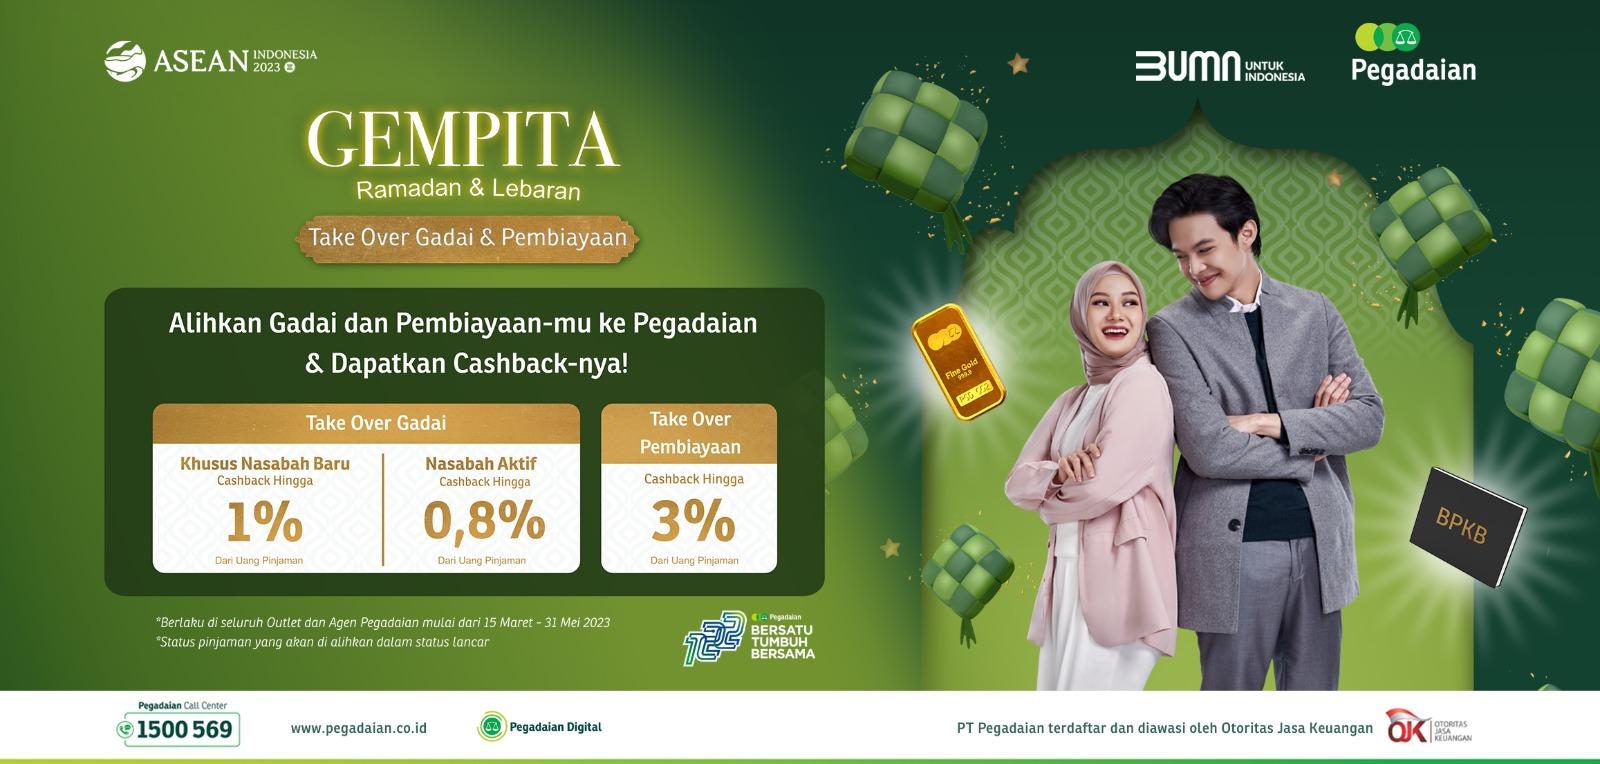 ASEAN INDONESIA
2023
BUMN UNTUK
INDONESIA
Pegadaian
GEMPITA
Ramadan & Lebaran
Take Over Gadai & Pembiayaan
Alihkan Gadai dan Pembiayaan-mu ke Pegadaian
& Dapatkan Cashback-nya!
Take Over Gadai
Khusus Nasabah Baru
Cashback Hingga
1%
Dari Uang Pinjaman
Nasabah Aktif
Cashback Hingga
0,8%
Dari Uang Pinjaman
Take Over
Pembiayaan
Cashback Hingga
3%
Dari Uang Pinjaman
Fine Gold
999,9
BPKB
*Berlaku di seluruh Outlet dan Agen Pegadaian mulai dari 15 Maret - 31 Mei 2023
*Status pinjaman yang akan di alihkan dalam status lancar
122
Pegadaian
BERSATU
TUMBUH
BERSAMA
Pegadaian Call Center
1500 569
www.pegadaian.co.id
Pegadaian Digital
PT Pegadaian terdaftar dan diawasi oleh Otoritas Jasa Keuangan
OJK
OTORITAS
JASA
KEUANGAN